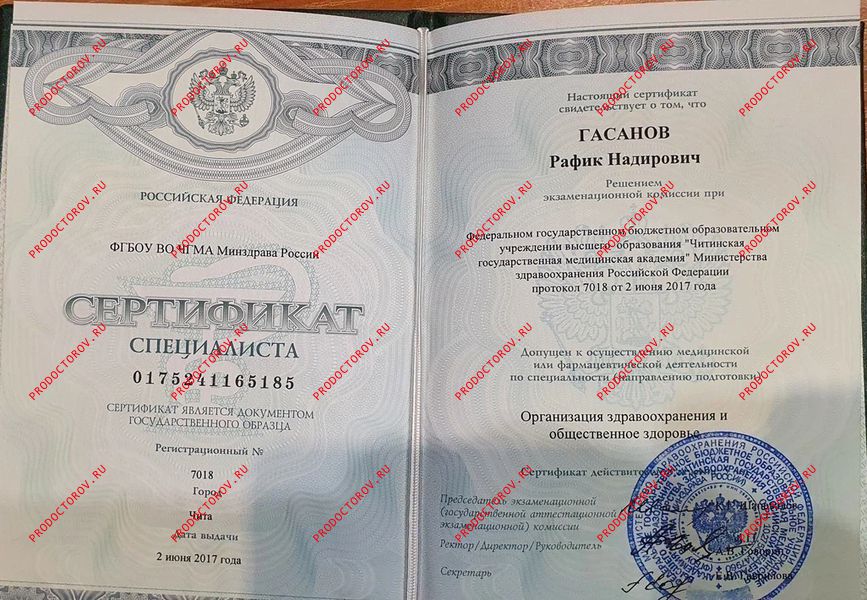 РОССИЙСКАЯ ФЕДЕРАЦИЯ
ФГБОУ ВО ЧГМА Минздрава России
СЕРТИФИКАТ
СПЕЦИАЛИСТА
0175241165185
СЕРТИФИКАТ ЯВЛЯЕТСЯ ДОКУМЕНТОМ
ГОСУДАРСТВЕННОГО ОБРАЗЦА
Регистрационный №
7018
Город
Чита
Дата выдачи
2 июня 2017 года
Настоящий сертификат
свидетельствует о том, что
ГАСАНОВ
Рафик Надирович
Решением
экзаменационной комиссии при
Федеральном государственном бюджетном образовательном
учреждении высшего образования "Читинская
государственная медицинская академия" Министерства
здравоохранения Российской Федерации
протокол 7018 от 2 июня 2017 года
Допущен к осуществлению медицинской
или фармацевтической деятельности
по специальности (направлению подготовки)
Организация здравоохранения и
общественное здоровье
Сертификат действителен
Председатель экзаменационной
(государственной аттестационной
экзаменационной) комиссии
Ректор/Директор/Руководитель
Секретарь
PRODOCTOROV.RU